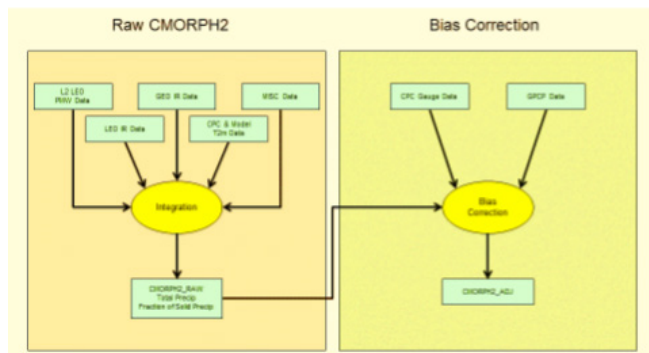 Raw CMORPH2
Bias Correction
L2 LEO
PMW Data
GEO IR Data
MISC Data
LEO IR Data
CPC & Model
T2m Data
Integration
CMORPH2_RAW
Total Precip
Fraction of Solid Precip
CPC Gauge Data
GPCP Data
Bias
Correction
CMORPH2_ADJ